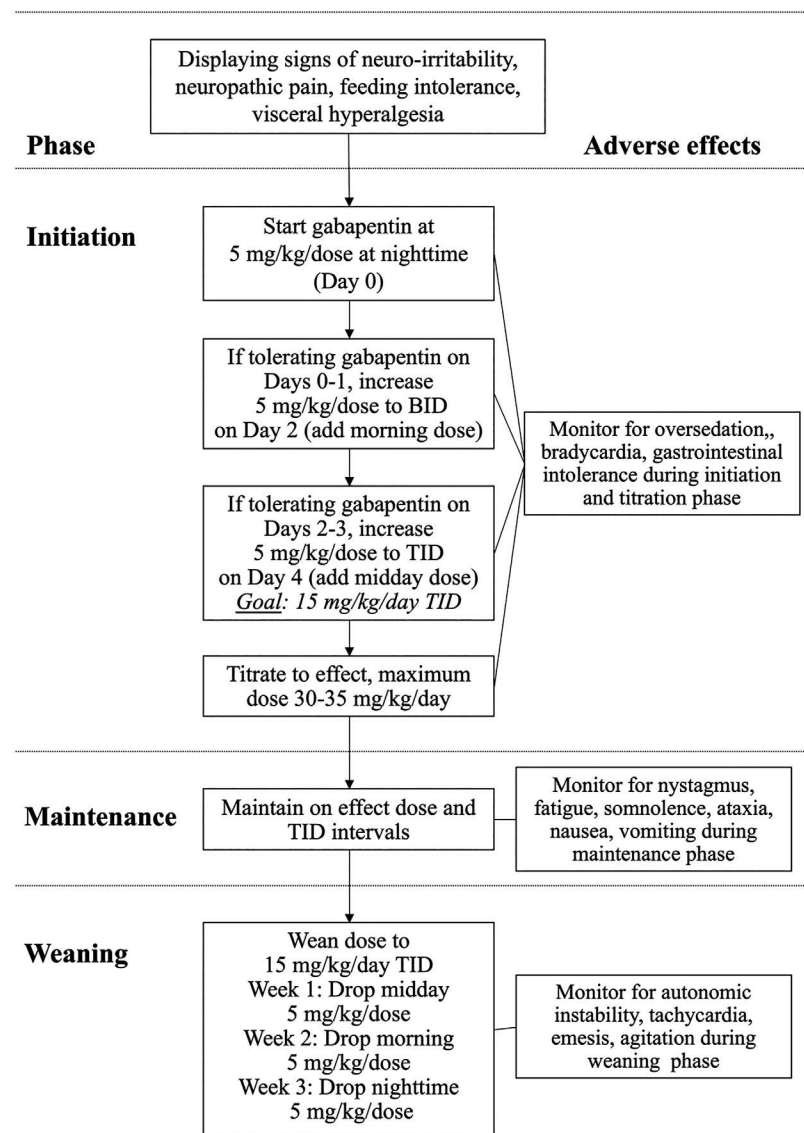 Displaying signs of neuro-irritability,
neuropathic pain, feeding intolerance,
visceral hyperalgesia
Phase
Adverse effects
Initiation
Start gabapentin at
5 mg/kg/dose at nighttime
(Day 0)
If tolerating gabapentin on
Days 0-1, increase
5 mg/kg/dose to BID
on Day 2 (add morning dose)
Monitor for oversedation,,
bradycardia, gastrointestinal
intolerance during initiation
and titration phase
If tolerating gabapentin on
Days 2-3, increase
5 mg/kg/dose to TID
on Day 4 (add midday dose)
Goal: 15 mg/kg/day TID
Titrate to effect, maximum
dose 30-35 mg/kg/day
Maintenance
Maintain on effect dose and
TID intervals
Monitor for nystagmus,
fatigue, somnolence, ataxia,
nausea, vomiting during
maintenance phase
Weaning
Wean dose to
15 mg/kg/day TID
Week 1: Drop midday
5 mg/kg/dose
Week 2: Drop morning
5 mg/kg/dose
Week 3: Drop nighttime
5 mg/kg/dose
Monitor for autonomic
instability, tachycardia,
emesis, agitation during
weaning phase